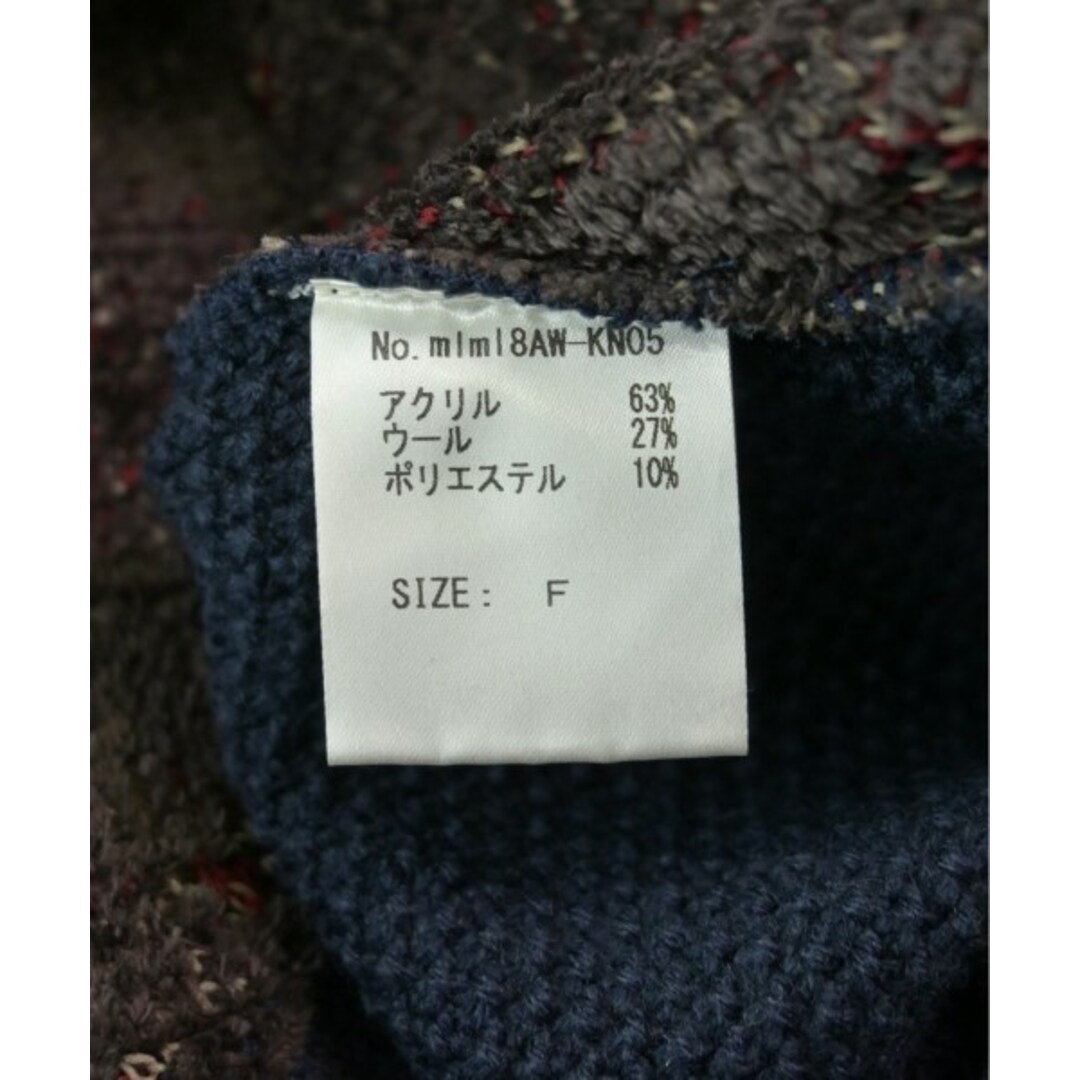 No. mlml8AW-KN05
アクリル 63%
ウール 27%
ポリエステル 10%
SIZE: F